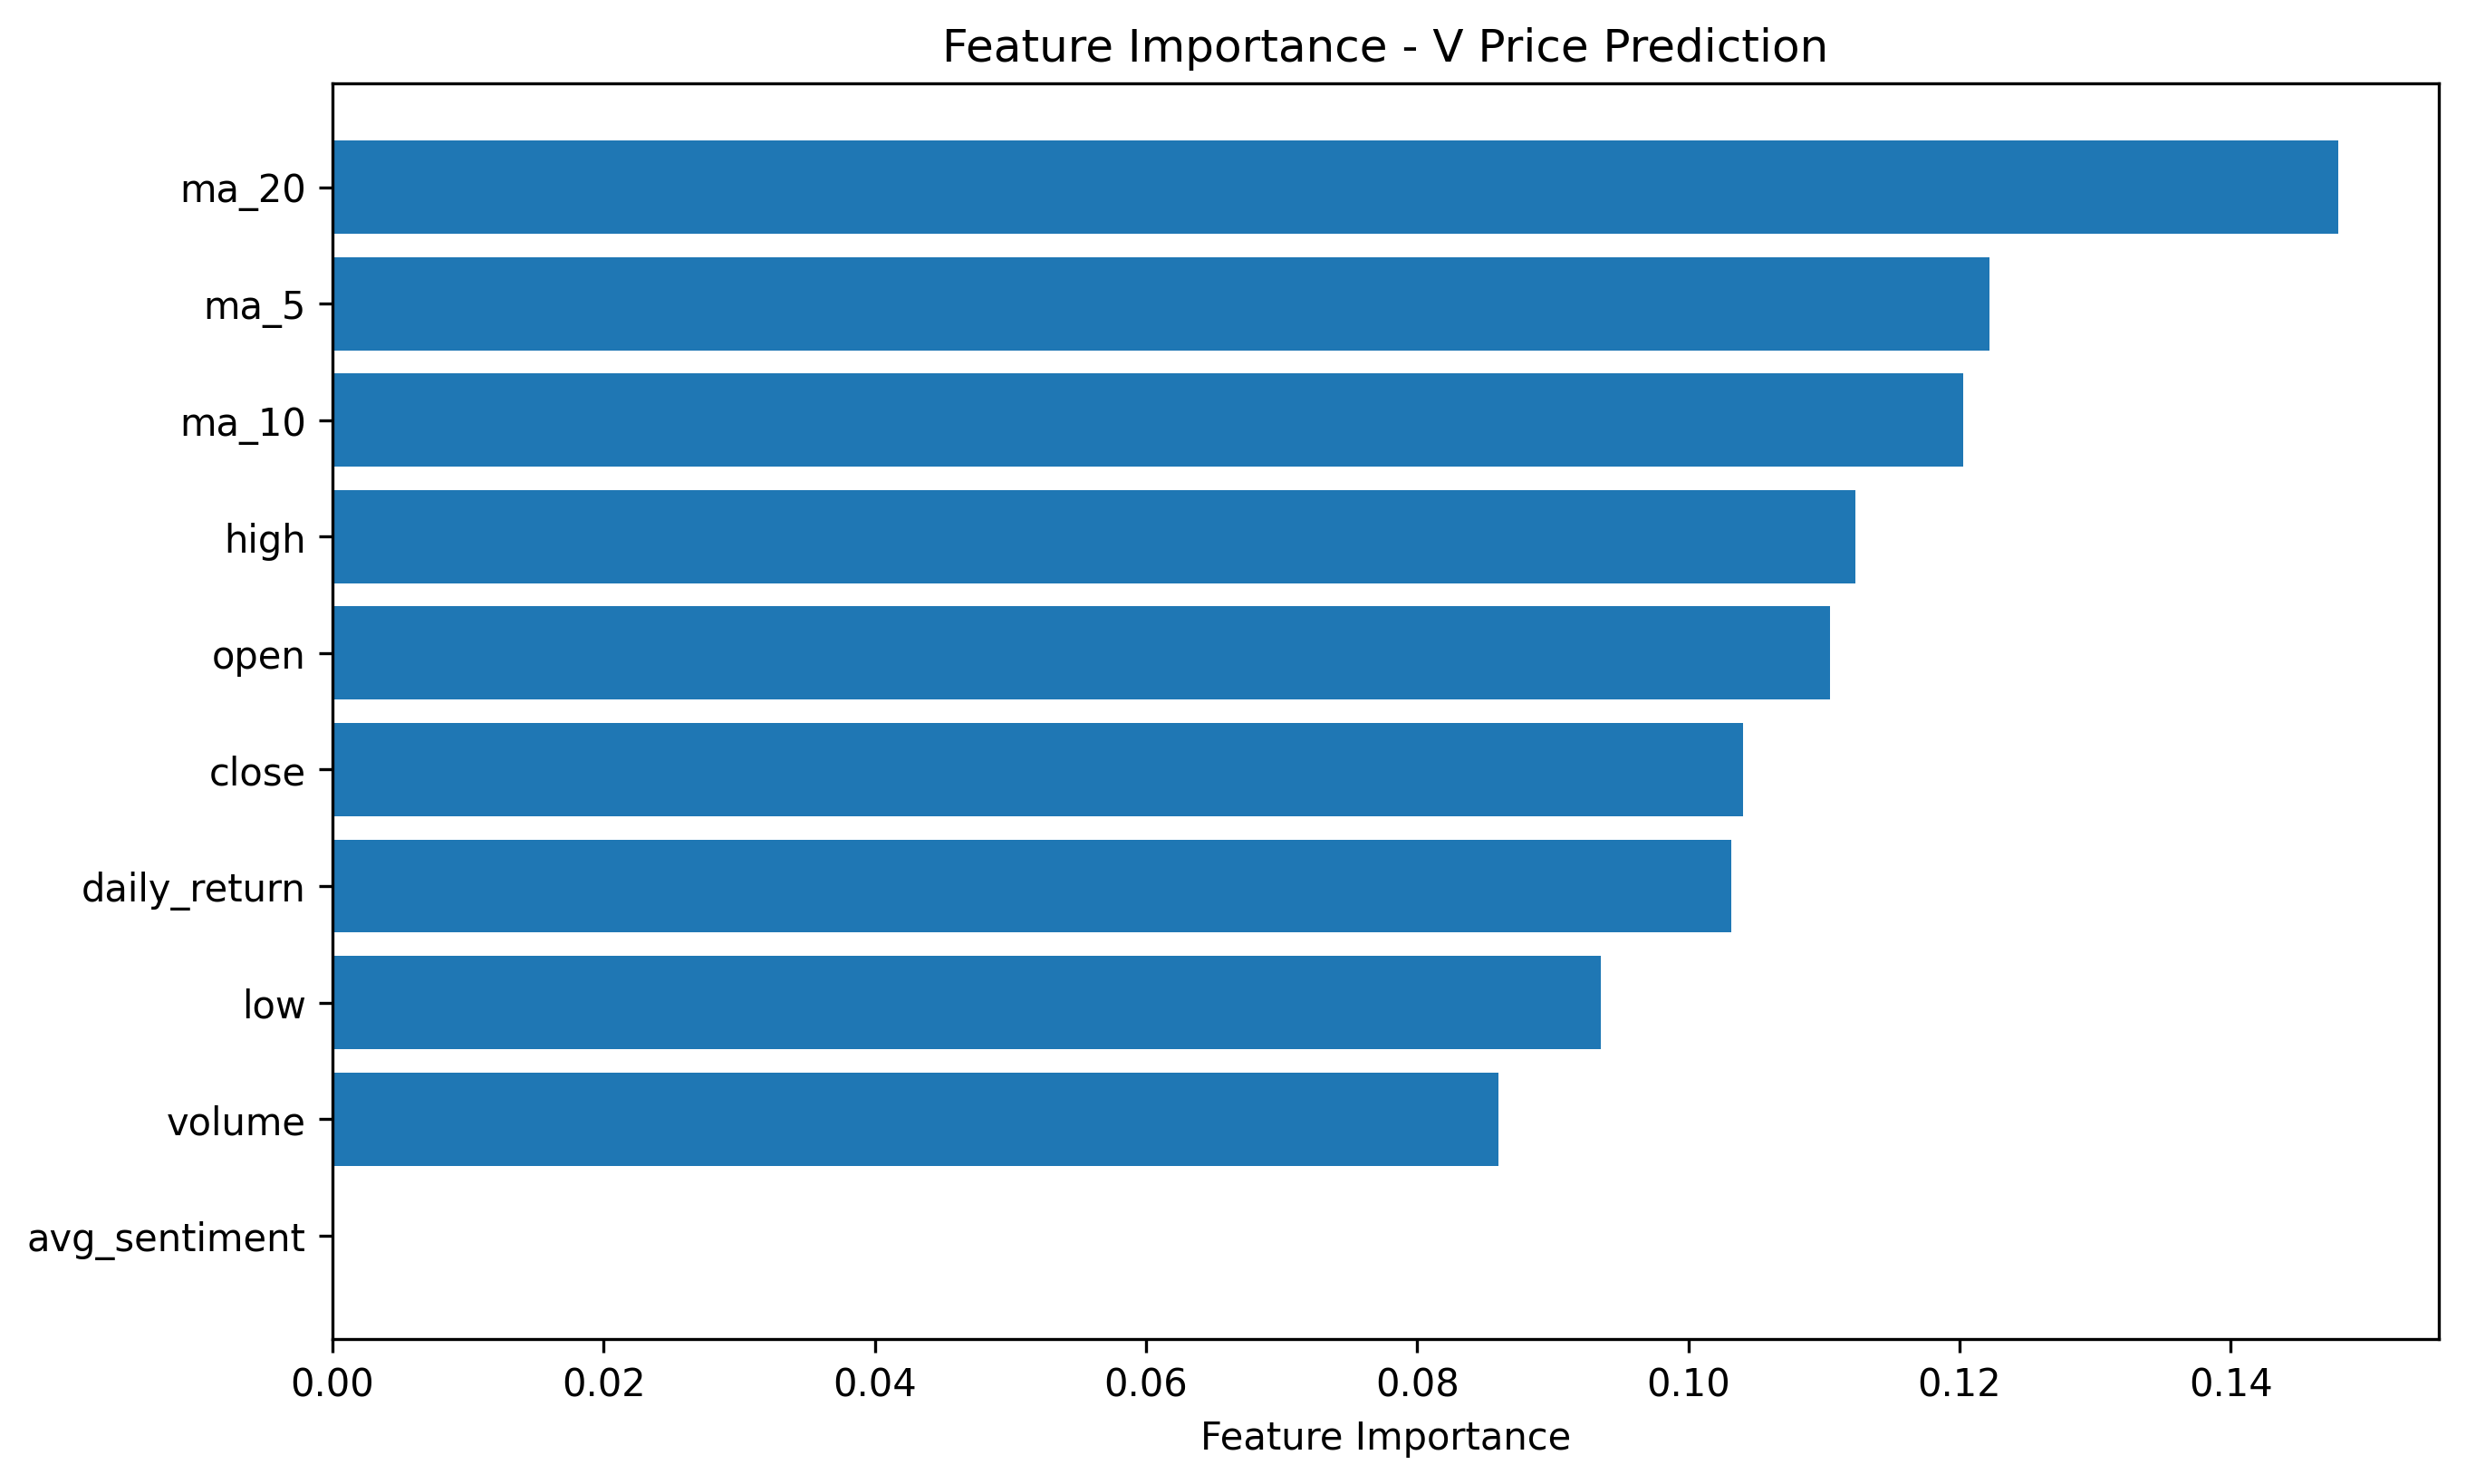 Feature Importance - V Price Prediction
ma_20
ma_5
ma_10
high
open
close
daily_return
low
volume
avg_sentiment
0.00 0.02 0.04 0.06 0.08 0.10 0.12 0.14
Feature Importance